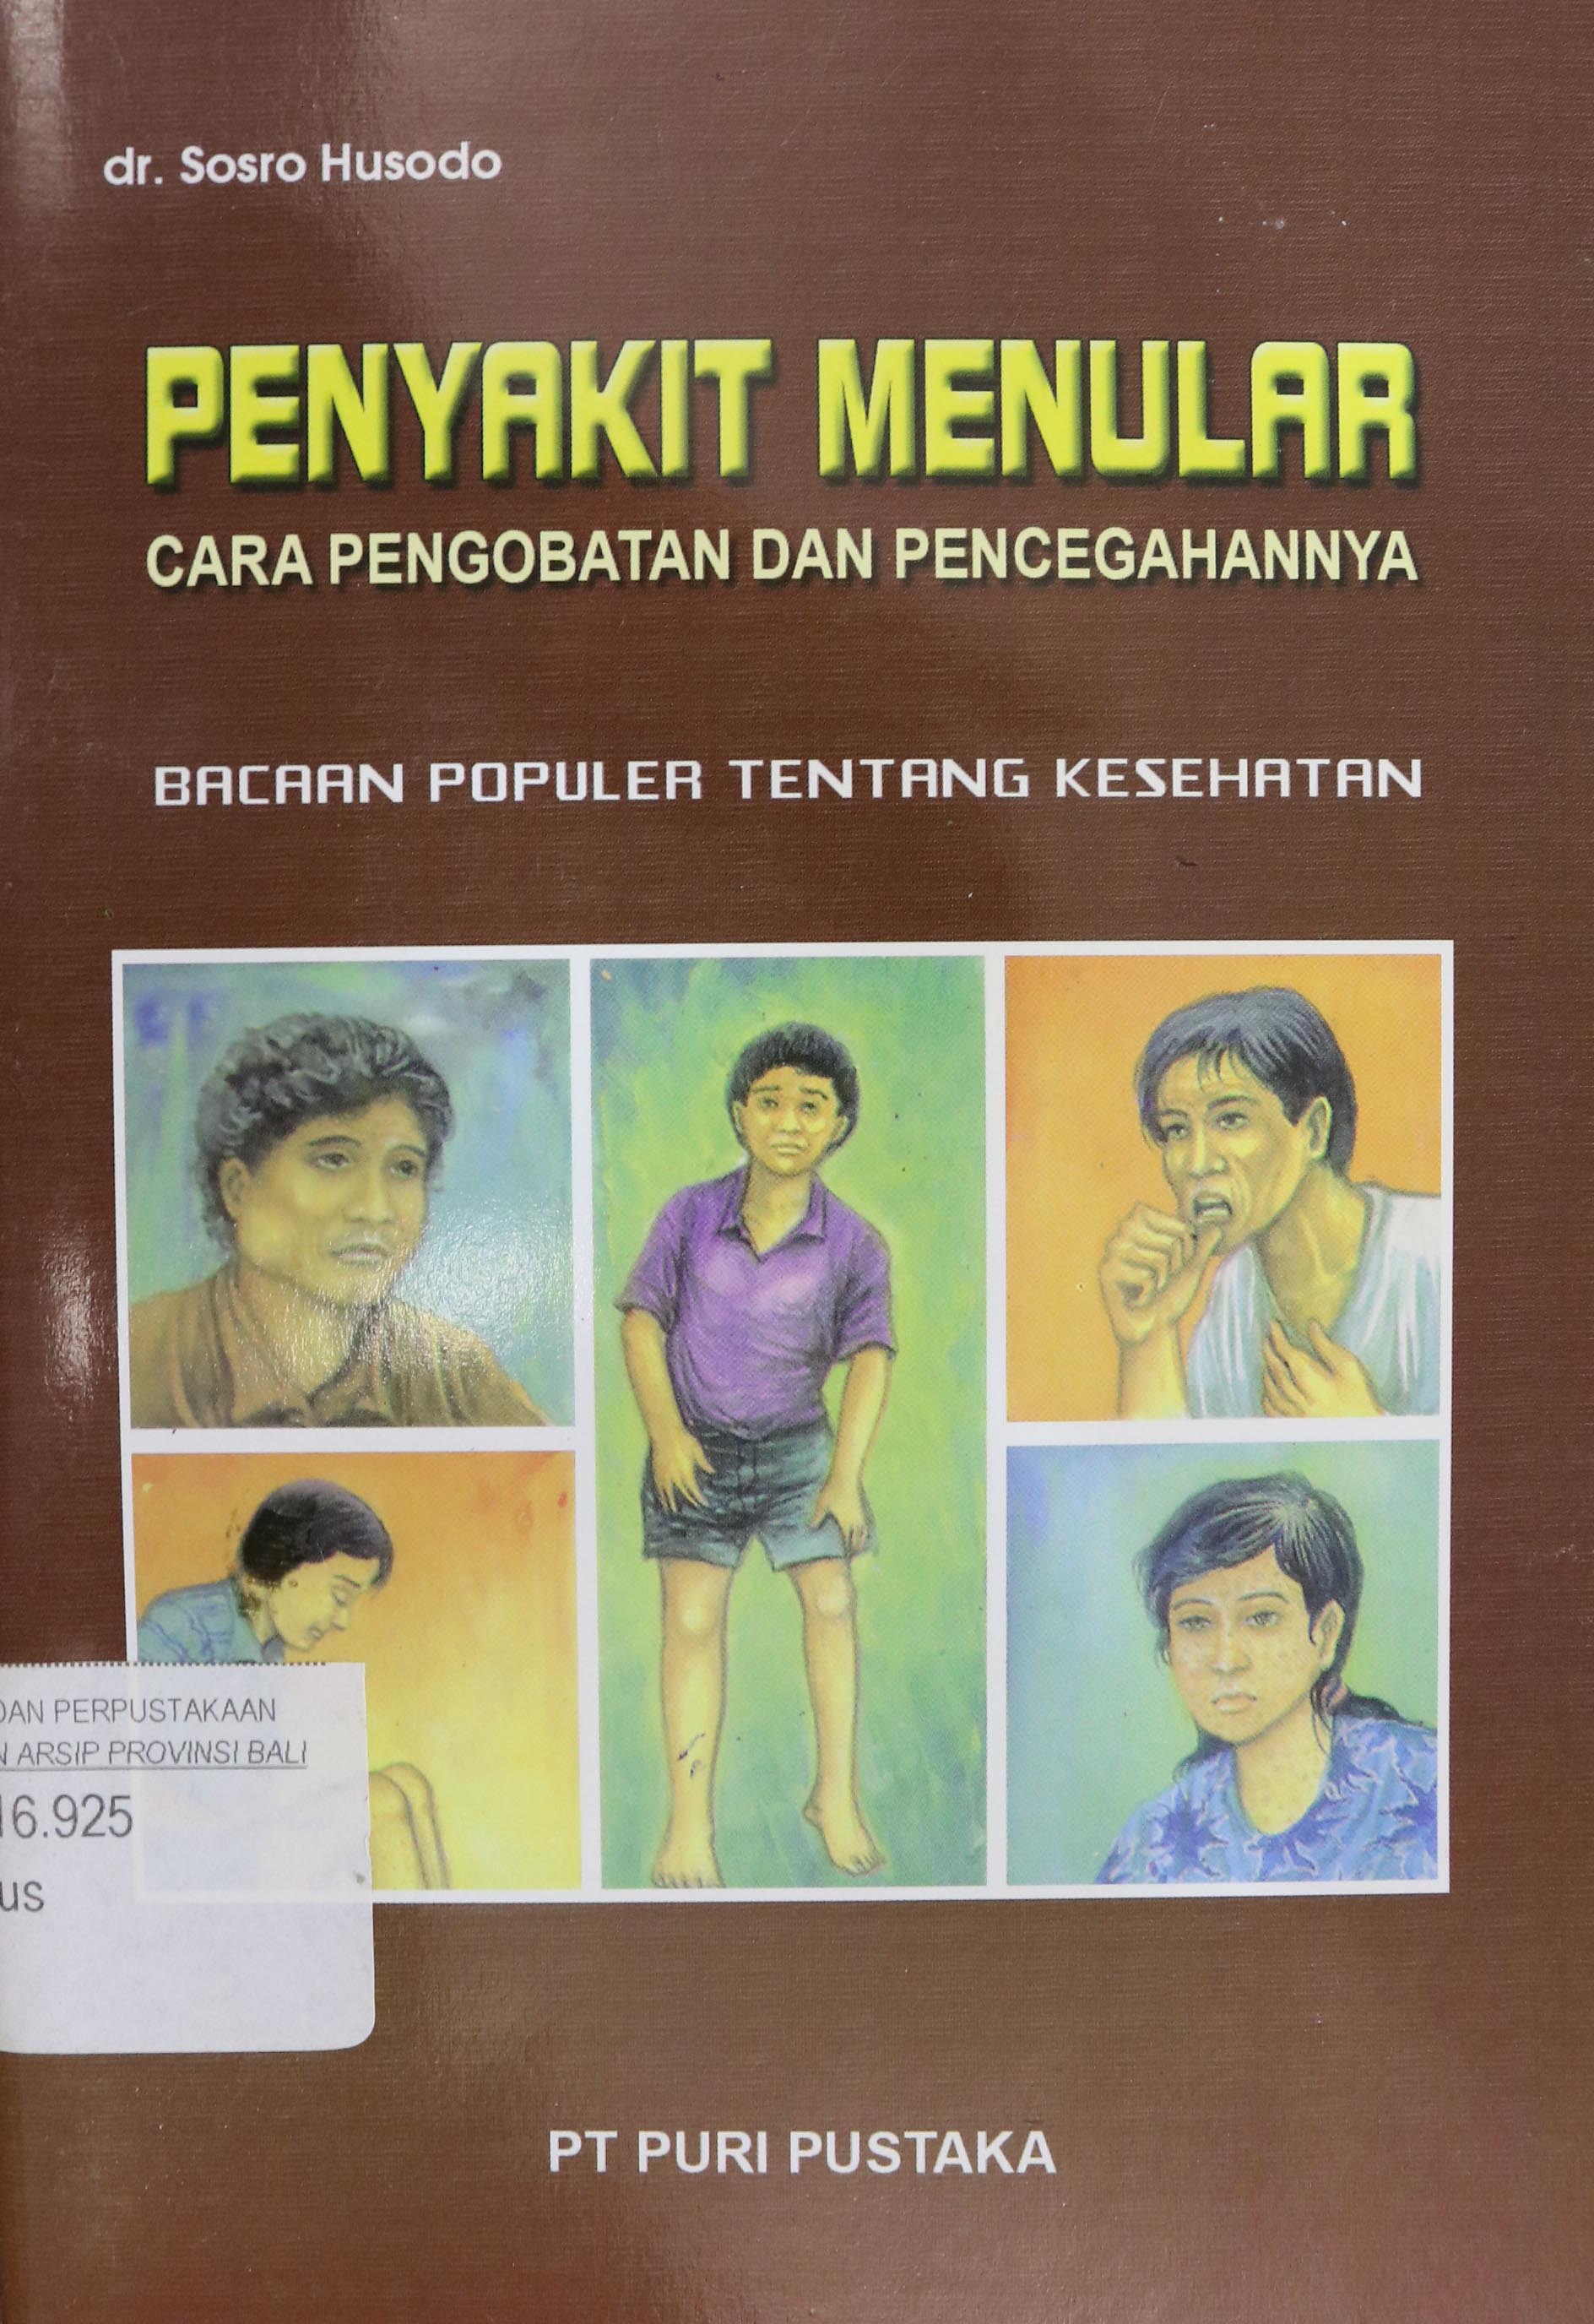 dr. Sosro Husodo
PENYAKIT MENULAR
CARA PENGOBATAN DAN PENCEGAHANNYA
BACAAN POPULER TENTANG KESEHATAN
DAN PERPUSTAKAAN
ARSIP PROVINSI BALI
16.925
us
PT PURI PUSTAKA